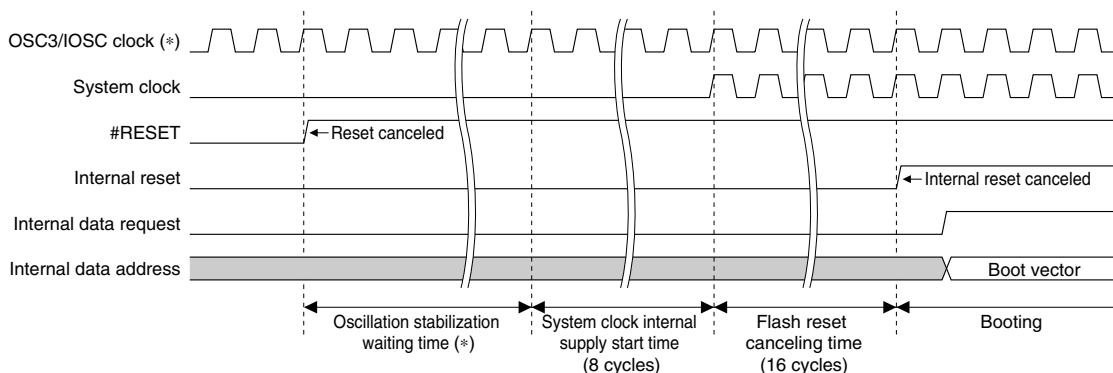 OSC3/IOSC clock (*)
System clock
#RESET
Reset canceled
Internal reset
Internal reset canceled
Internal data request
Internal data address
Boot vector
Oscillation stabilization
waiting time (*)
System clock internal
supply start time
(8 cycles)
Flash reset
canceling time
(16 cycles)
Booting